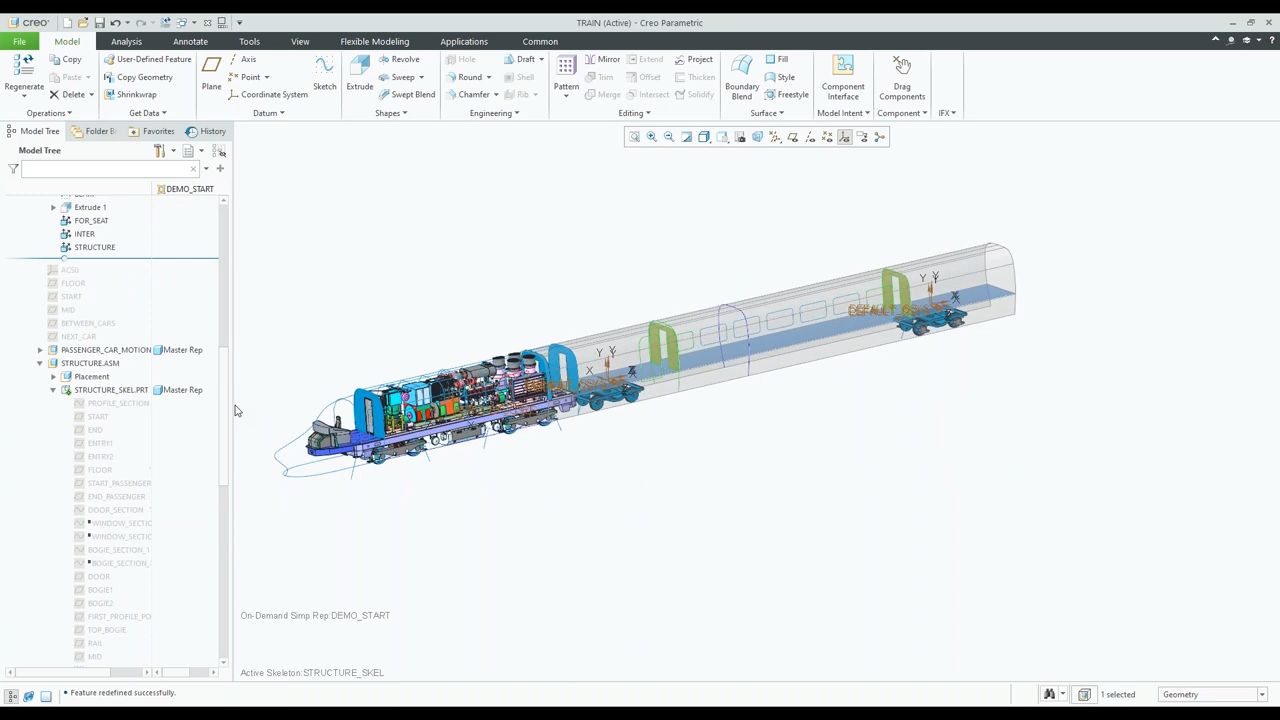 creo
TRAIN (Active) - Creo Parametric
File Model Analysis Annotate Tools View Flexible Modeling Applications Common
Regenerate Copy Paste Delete
Operations
User-Defined Feature
Copy Geometry
Shrinkwrap
Get Data
Plane Axis Point Coordinate System Sketch
Datum
Extrude Revolve Sweep Swept Blend
Shapes
Hole Round Chamfer Draft Shell Rib
Engineering
Pattern Mirror Trim Merge Extend Offset Intersect Project Thicken Solidify
Editing
Boundary Blend Fill Style Freestyle
Surface
Component Interface
Model Intent
Drag Components
Component
IFX
Model Tree Folder B Favorites History
Model Tree
DEMO_START
Extrude 1
FOR_SEAT
INTER
STRUCTURE
ACS0
FLOOR
START
MID
BETWEEN_CARS
NEXT_CAR
PASSENGER_CAR_MOTION Master Rep
STRUCTURE.ASM
Placement
STRUCTURE_SKEL.PRT Master Rep
PROFILE_SECTION
START
END
ENTRY1
ENTRY2
FLOOR
START_PASSENGER
END_PASSENGER
DOOR_SECTION
WINDOW_SECTIO
WINDOW_SECTIO
BOGIE_SECTION_1
BOGIE_SECTION_
DOOR
BOGIE1
BOGIE2
FIRST_PROFILE_PO
TOP_BOGIE
RAIL
MID
Y Y
X
Y Y
X
On-Demand Simp Rep:DEMO_START
Active Skeleton:STRUCTURE_SKEL
Feature redefined successfully.
1 selected
Geometry